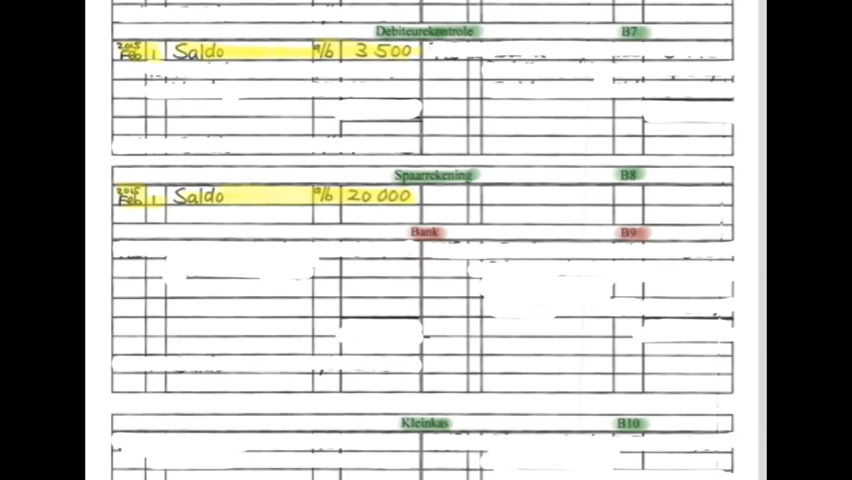 Debiteurekontrole B7
2015 Feb 1 Saldo a/b 3 500
Spaarrekening B8
2015 Feb 1 Saldo a/b 20 000
Bank B9
Kleinkas B10